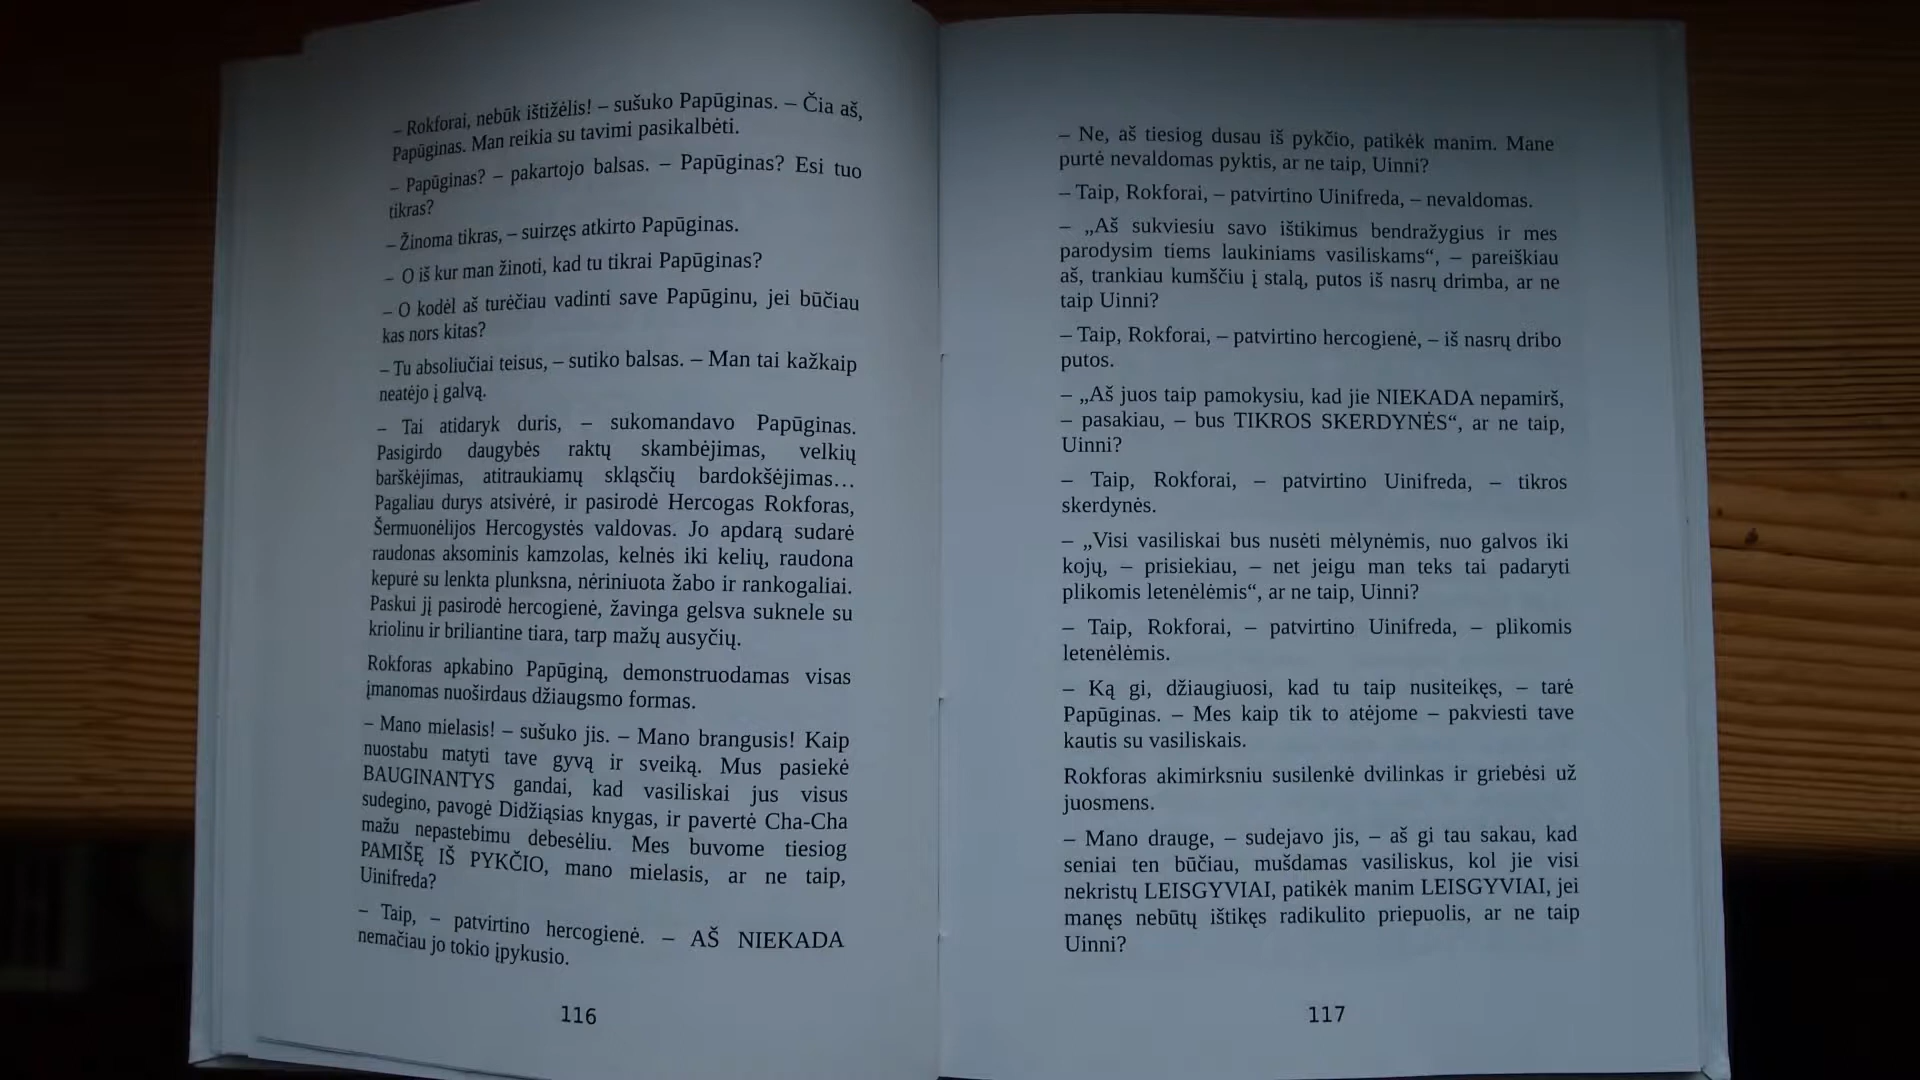 – Rokforai, nebūk ištižėlis! – sušuko Papūginas. – Čia aš,
Papūginas. Man reikia su tavimi pasikalbėti.
– Papūginas? – pakartojo balsas. – Papūginas? Esi tuo
tikras?
– Žinoma tikras, – suirzęs atkirto Papūginas.
– O iš kur man žinoti, kad tu tikrai Papūginas?
– O kodėl aš turėčiau vadinti save Papūginu, jei būčiau
kas nors kitas?
– Tu absoliučiai teisus, – sutiko balsas. – Man tai kažkaip
neatėjo į galvą.
– Tai atidaryk duris, – sukomandavo Papūginas.
Pasigirdo daugybės raktų skambėjimas, velkių
barškėjimas, atitraukiamų skląsčių bardokšėjimas…
Pagaliau durys atsivėrė, ir pasirodė Hercogas Rokforas,
Šermuonėlijos Hercogystės valdovas. Jo apdarą sudarė
raudonas aksominis kamzolas, kelnės iki kelių, raudona
kepurė su lenkta plunksna, nėriniuota žabo ir rankogaliai.
Paskui jį pasirodė hercogienė, žavinga gelsva suknele su
kriolinu ir briliantine tiara, tarp mažų ausyčių.
Rokforas apkabino Papūginą, demonstruodamas visas
įmanomas nuoširdaus džiaugsmo formas.
– Mano mielasis! – sušuko jis. – Mano brangusis! Kaip
nuostabu matyti tave gyvą ir sveiką. Mus pasiekė
BAUGINANTYS gandai, kad vasiliskai jus visus
sudegino, pavogė Didžiąsias knygas, ir pavertė Cha-Cha
mažu nepastebimu debesėliu. Mes buvome tiesiog
PAMIŠĘ IŠ PYKČIO, mano mielasis, ar ne taip,
Uinifreda?
– Taip, – patvirtino hercogienė. – AŠ NIEKADA
nemačiau jo tokio įpykusio.
116
– Ne, aš tiesiog dusau iš pykčio, patikėk manim. Mane
purtė nevaldomas pyktis, ar ne taip, Uinni?
– Taip, Rokforai, – patvirtino Uinifreda, – nevaldomas.
– „Aš sukviesiu savo ištikimus bendražygius ir mes
parodysim tiems laukiniams vasiliskams“, – pareiškiau
aš, trankiau kumščiu į stalą, putos iš nasrų drimba, ar ne
taip Uinni?
– Taip, Rokforai, – patvirtino hercogienė, – iš nasrų dribo
putos.
– „Aš juos taip pamokysiu, kad jie NIEKADA nepamirš,
– pasakiau, – bus TIKROS SKERDYNĖS“, ar ne taip,
Uinni?
– Taip, Rokforai, – patvirtino Uinifreda, – tikros
skerdynės.
– „Visi vasiliskai bus nusėti mėlynėmis, nuo galvos iki
kojų, – prisiekiau, – net jeigu man teks tai padaryti
plikomis letenėlėmis“, ar ne taip, Uinni?
– Taip, Rokforai, – patvirtino Uinifreda, – plikomis
letenėlėmis.
– Ką gi, džiaugiuosi, kad tu taip nusiteikęs, – tarė
Papūginas. – Mes kaip tik to atėjome – pakviesti tave
kautis su vasiliskais.
Rokforas akimirksniu susilenkė dvilinkas ir griebėsi už
juosmens.
– Mano drauge, – sudejavo jis, – aš gi tau sakau, kad
seniai ten būčiau, mušdamas vasiliskus, kol jie visi
nekristų LEISGYVIAI, patikėk manim LEISGYVIAI, jei
manęs nebūtų ištikęs radikulito priepuolis, ar ne taip
Uinni?
117